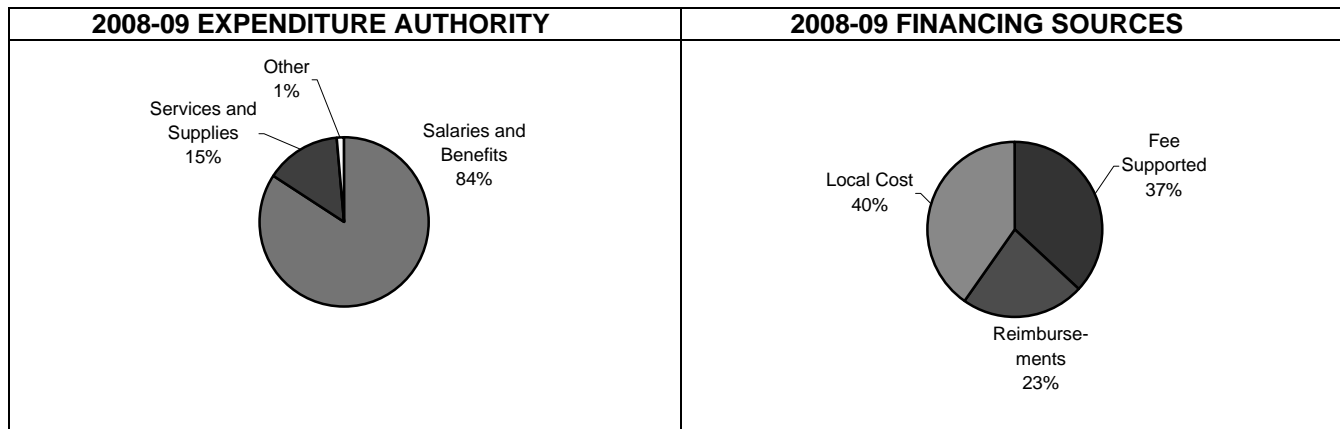 2008-09 EXPENDITURE AUTHORITY
Other
1%
Services and
Supplies
15%
Salaries and
Benefits
84%
2008-09 FINANCING SOURCES
Fee
Supported
37%
Local Cost
40%
Reimburse-
ments
23%